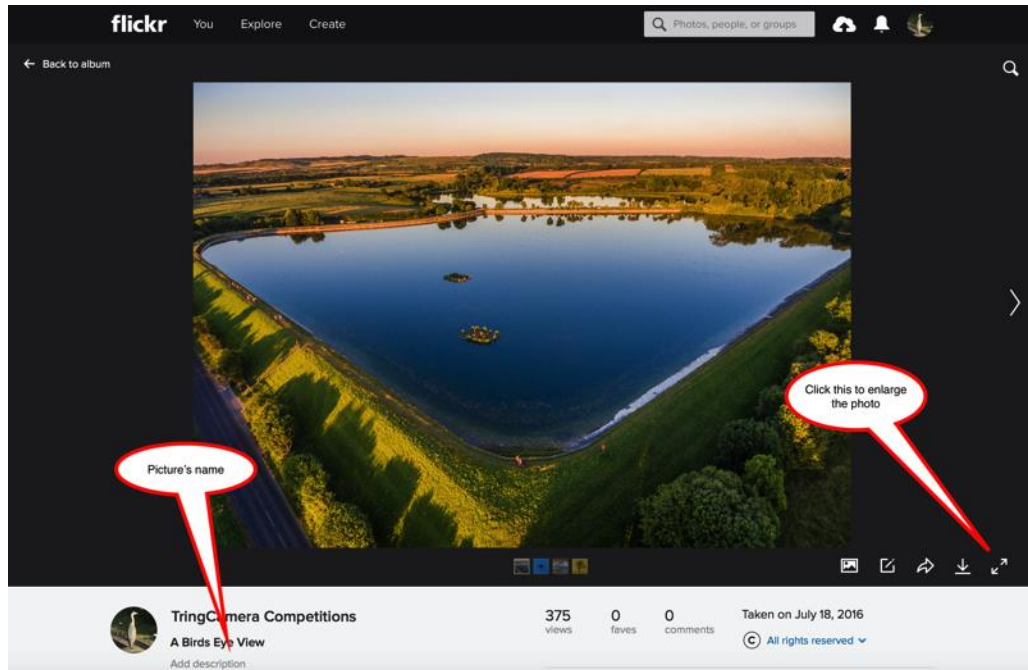 flickr You Explore Create Photos, people, or groups
Back to album
Click this to enlarge
the photo
Picture's name
TringCamera Competitions
A Birds Eye View
Add description
375
views
0
faves
0
comments
Taken on July 18, 2016
All rights reserved